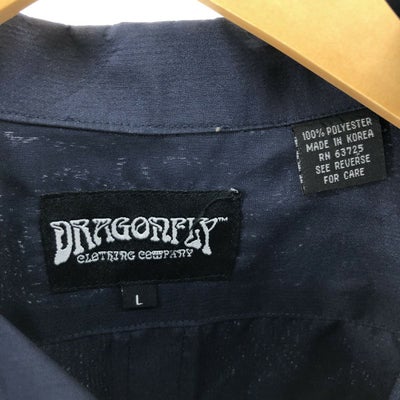 100% POLYESTER
MADE IN KOREA
RN 63725
SEE REVERSE
FOR CARE
DRAGONFLY™
CLOTHING COMPANY
L